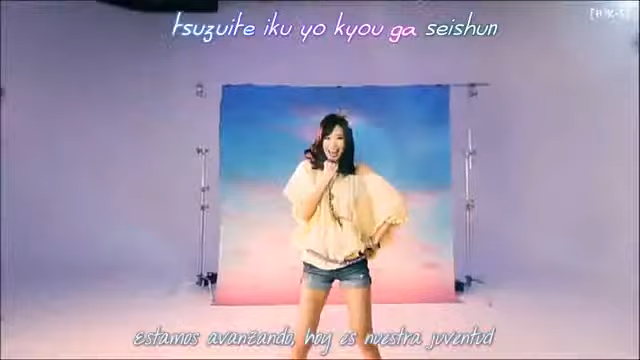 tsuzuite iku yo kyou ga seishun
estamos avanzando, hoy es nuestra juventud